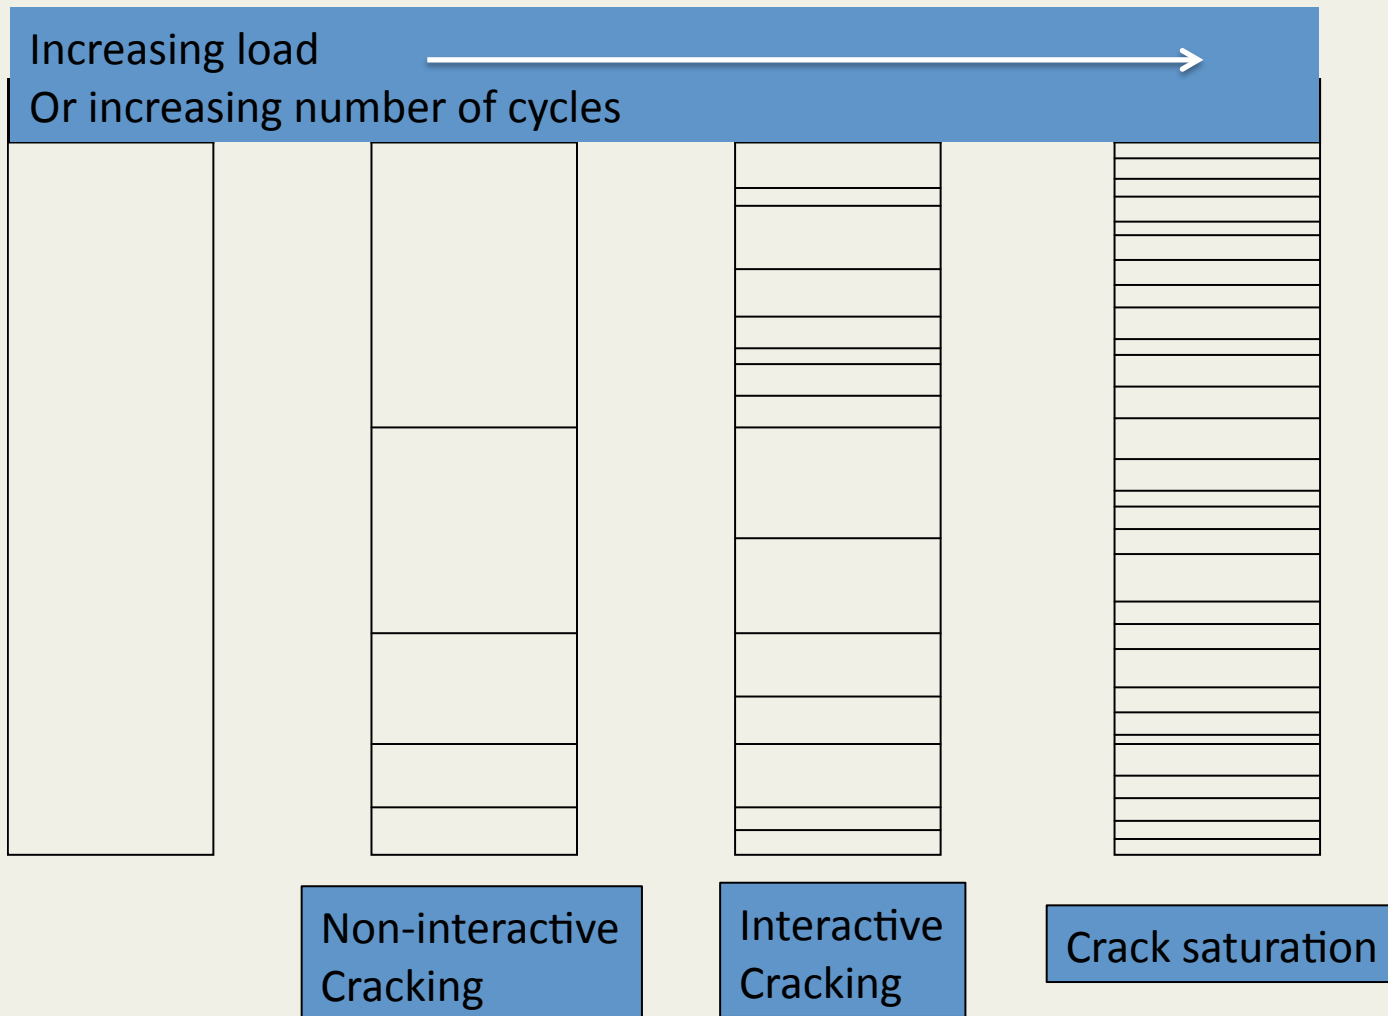 Increasing load
Or increasing number of cycles
Non-interactive
Cracking
Interactive
Cracking
Crack saturation